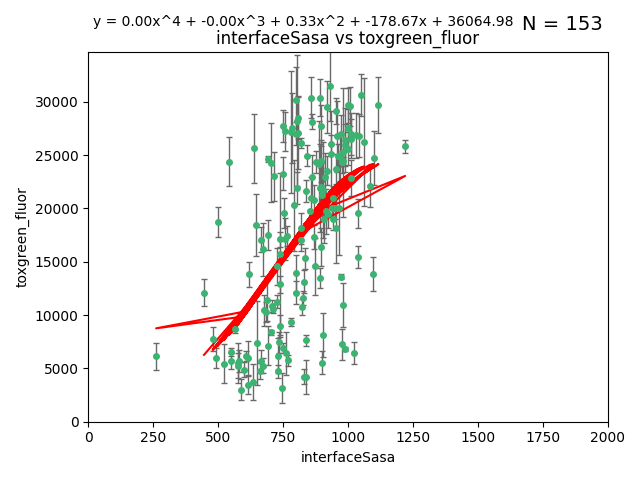 y = 0.00x^4 + -0.00x^3 + 0.33x^2 + -178.67x + 36064.98 N = 153
interfaceSasa vs toxgreen_fluor
30000
25000
20000
15000
10000
5000
0
toxgreen_fluor
0 250 500 750 1000 1250 1500 1750 2000
interfaceSasa